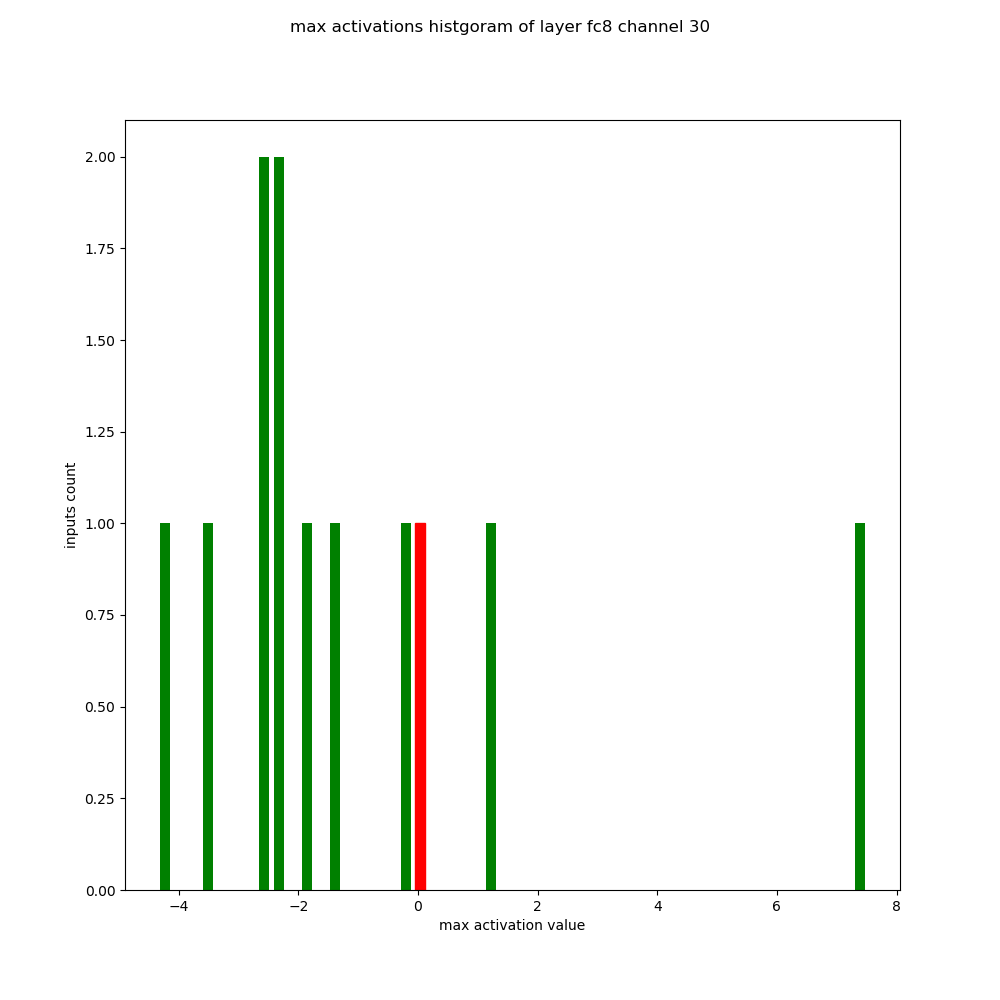 max activations histgoram of layer fc8 channel 30
2.00
1.75
1.50
1.25
1.00
0.75
0.50
0.25
0.00
inputs count
−4 −2 0 2 4 6 8
max activation value